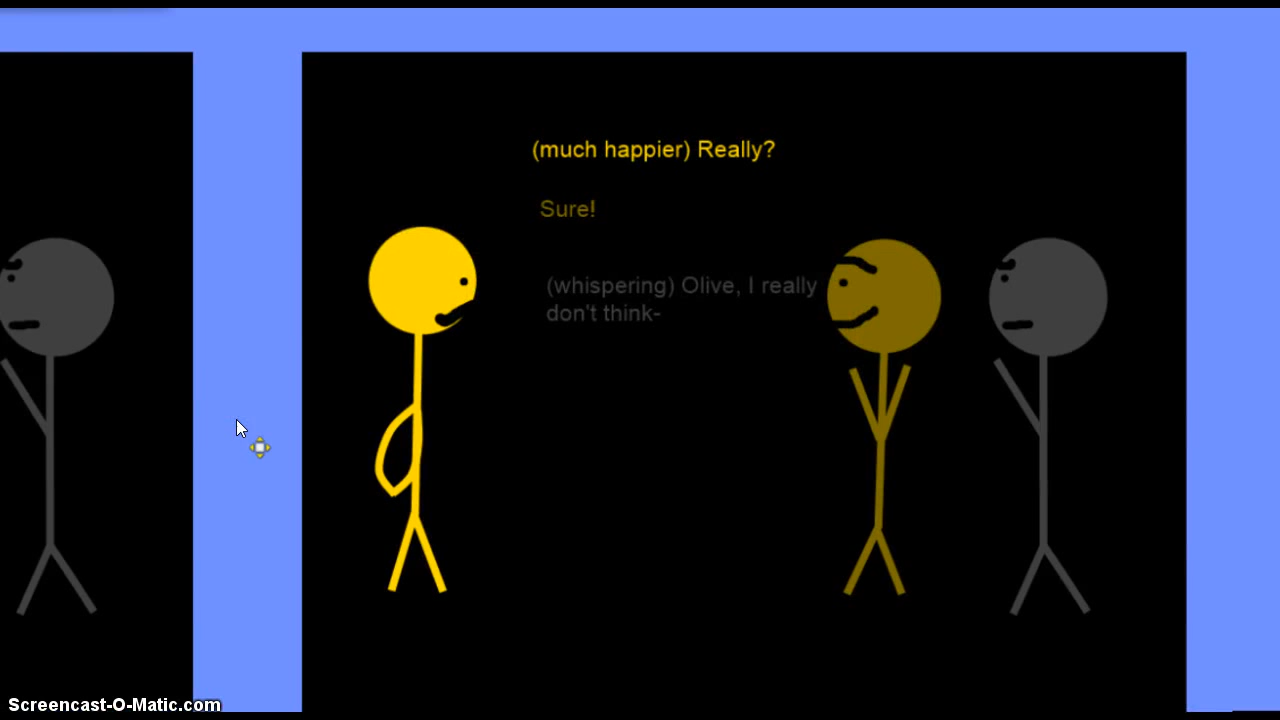 (much happier) Really?
Sure!
(whispering) Olive, I really
don't think-
Screencast-O-Matic.com